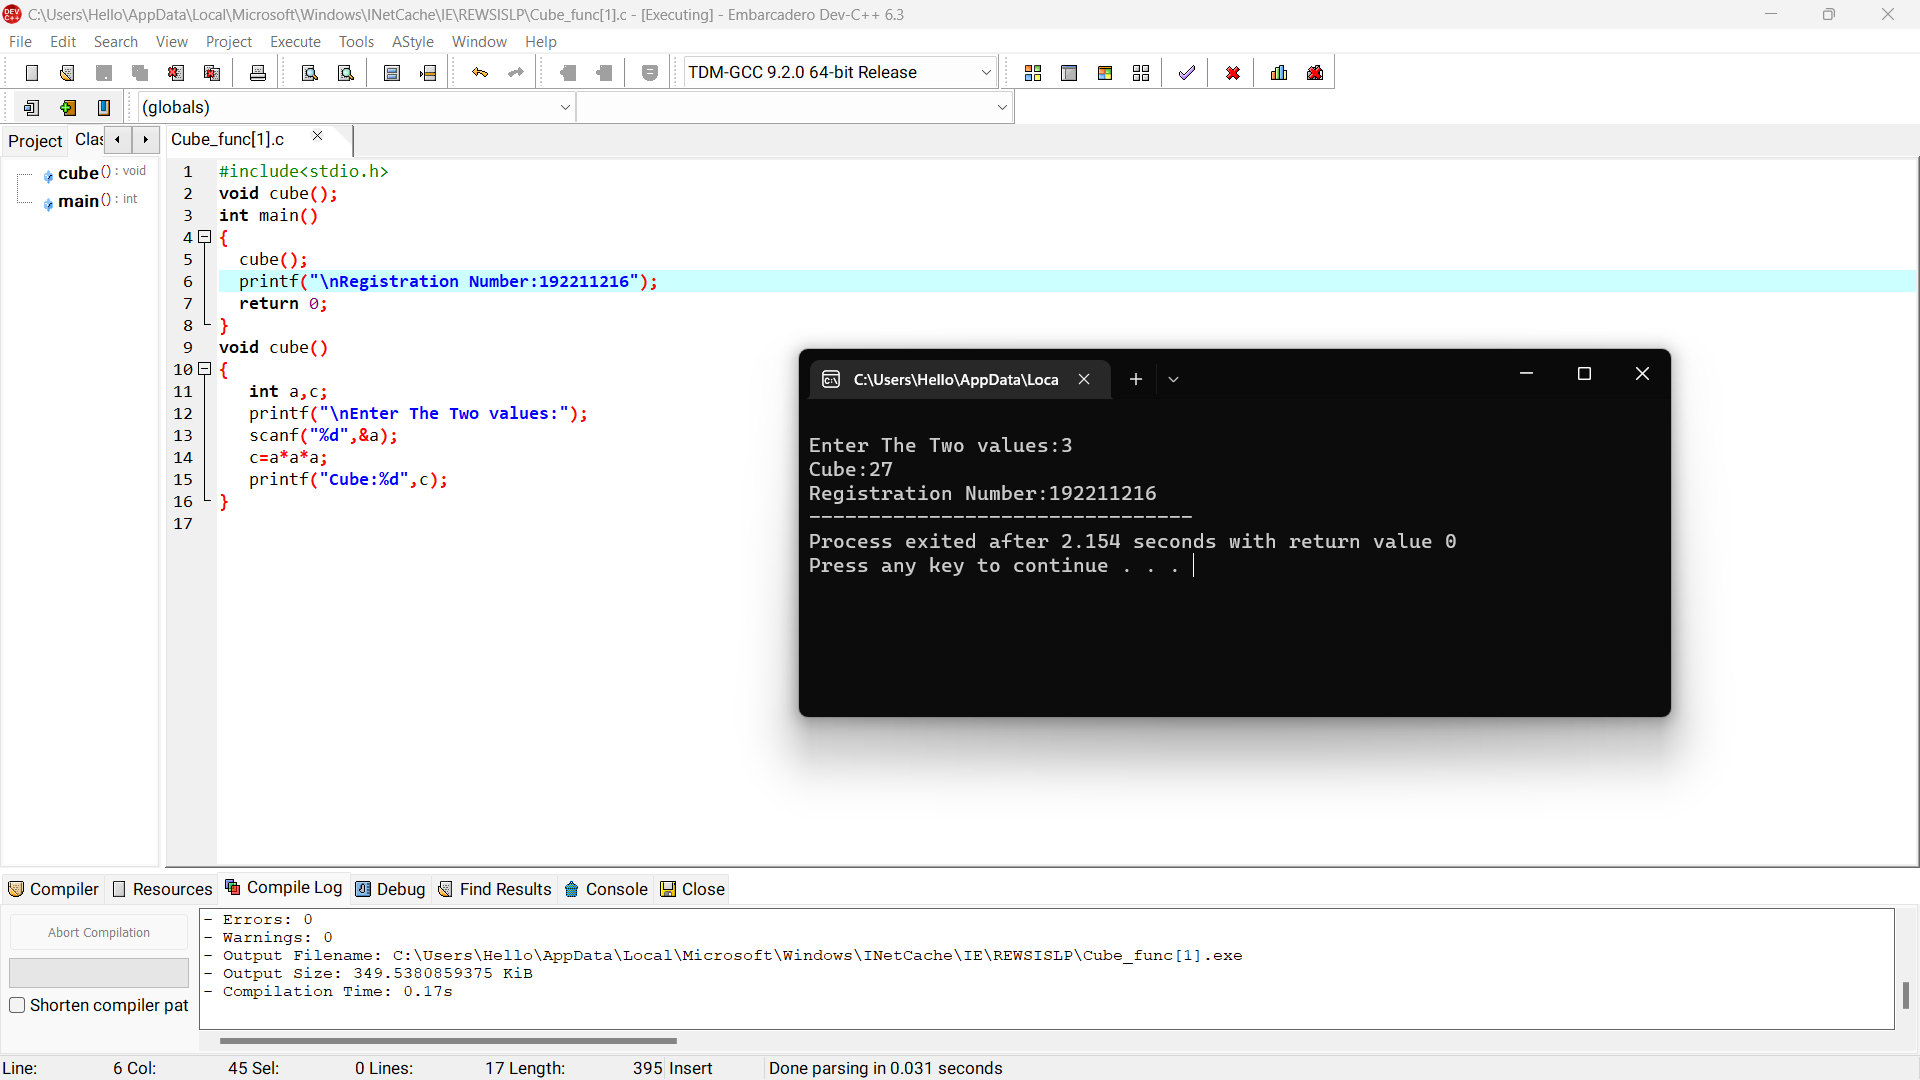 C:\Users\Hello\AppData\Local\Microsoft\Windows\INetCache\IE\REWSISLP\Cube_func[1].c - [Executing] - Embarcadero Dev-C++ 6.3
File Edit Search View Project Execute Tools AStyle Window Help
TDM-GCC 9.2.0 64-bit Release
(globals)
Project Clas Cube_func[1].c
cube() : void
main() : int
1 #include<stdio.h>
2 void cube();
3 int main()
4 {
5 cube();
6 printf("\nRegistration Number:192211216");
7 return 0;
8 }
9 void cube()
10 {
11 int a,c;
12 printf("\nEnter The Two values:");
13 scanf("%d",&a);
14 c=a*a*a;
15 printf("Cube:%d",c);
16 }
17
C:\Users\Hello\AppData\Loca
Enter The Two values:3
Cube:27
Registration Number:192211216
--------------------------------
Process exited after 2.154 seconds with return value 0
Press any key to continue . . .
Compiler Resources Compile Log Debug Find Results Console Close
Abort Compilation
Shorten compiler pat
- Errors: 0
- Warnings: 0
- Output Filename: C:\Users\Hello\AppData\Local\Microsoft\Windows\INetCache\IE\REWSISLP\Cube_func[1].exe
- Output Size: 349.5380859375 KiB
- Compilation Time: 0.17s
Line: 6 Col: 45 Sel: 0 Lines: 17 Length: 395 Insert Done parsing in 0.031 seconds